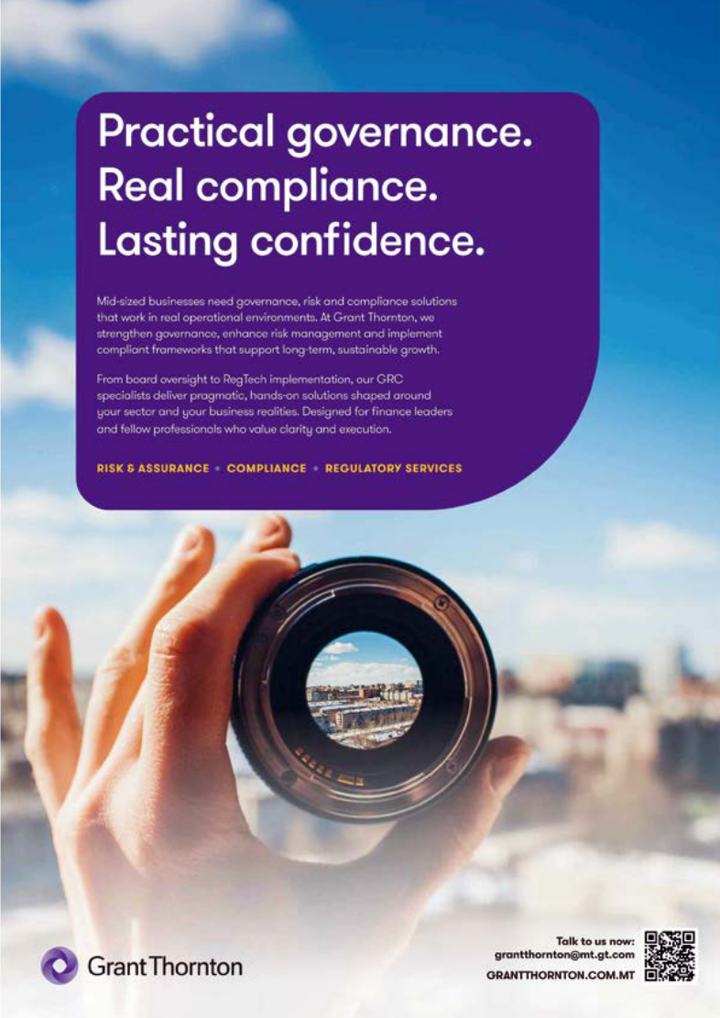 Practical governance.
Real compliance.
Lasting confidence.
Mid-sized businesses need governance, risk and compliance solutions
that work in real operational environments. At Grant Thornton, we
strengthen governance, enhance risk management and implement
compliant frameworks that support long-term, sustainable growth.
From board oversight to RegTech implementation, our GRC
specialists deliver pragmatic, hands-on solutions shaped around
your sector and your business realities. Designed for finance leaders
and fellow professionals who value clarity and execution.
RISK & ASSURANCE • COMPLIANCE • REGULATORY SERVICES
Talk to us now:
grantthornton@mt.gt.com
GRANTTHORNTON.COM.MT
Grant Thornton